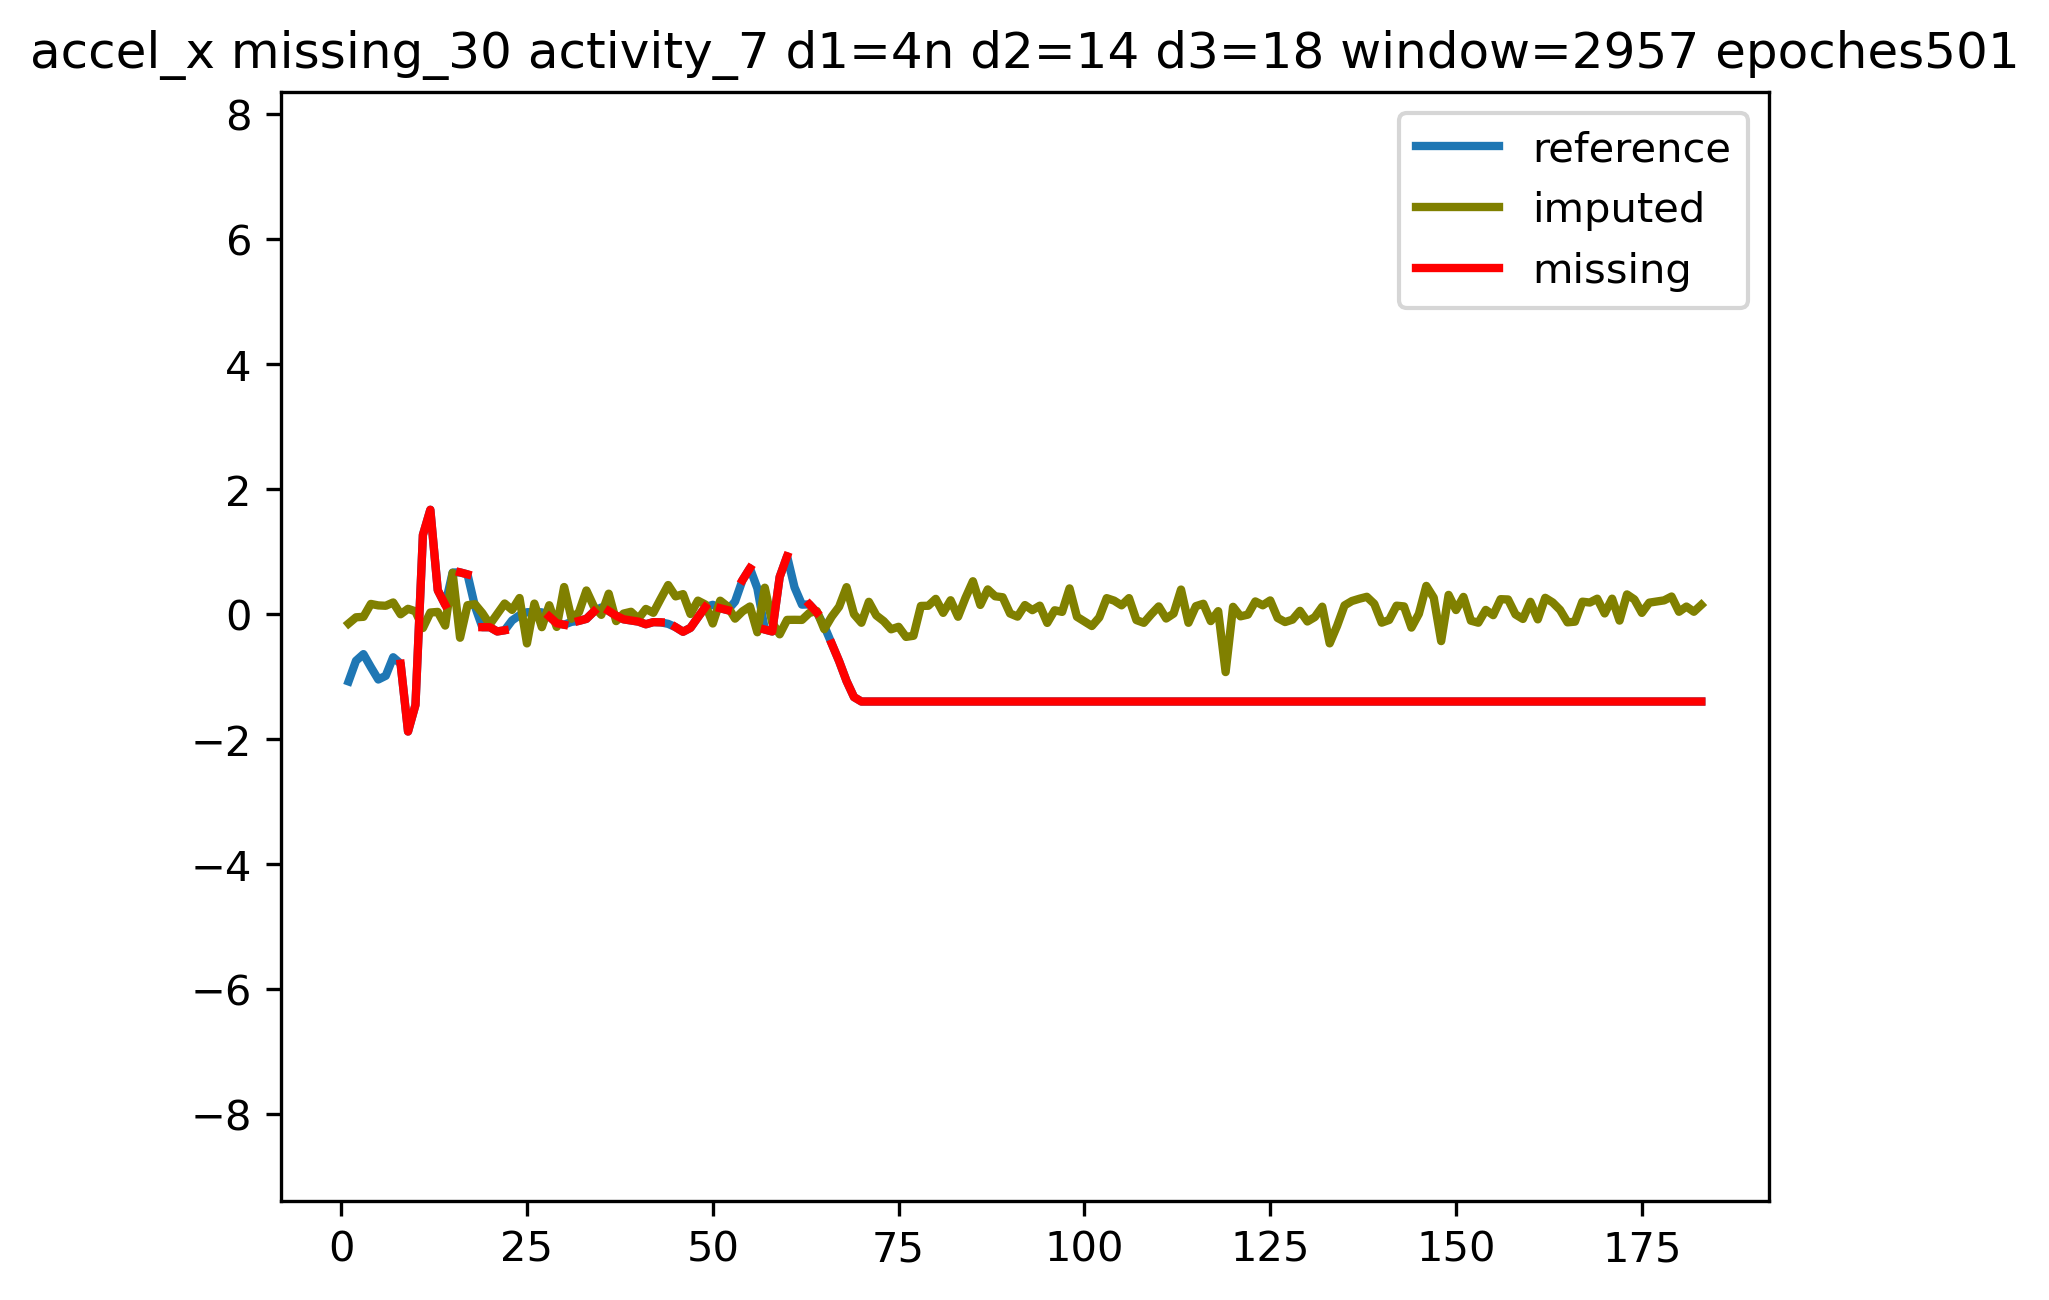 accel_x missing_30 activity_7 d1=4n d2=14 d3=18 window=2957 epoches501
8
6
4
2
0
−2
−4
−6
−8
reference
imputed
missing
0 25 50 75 100 125 150 175